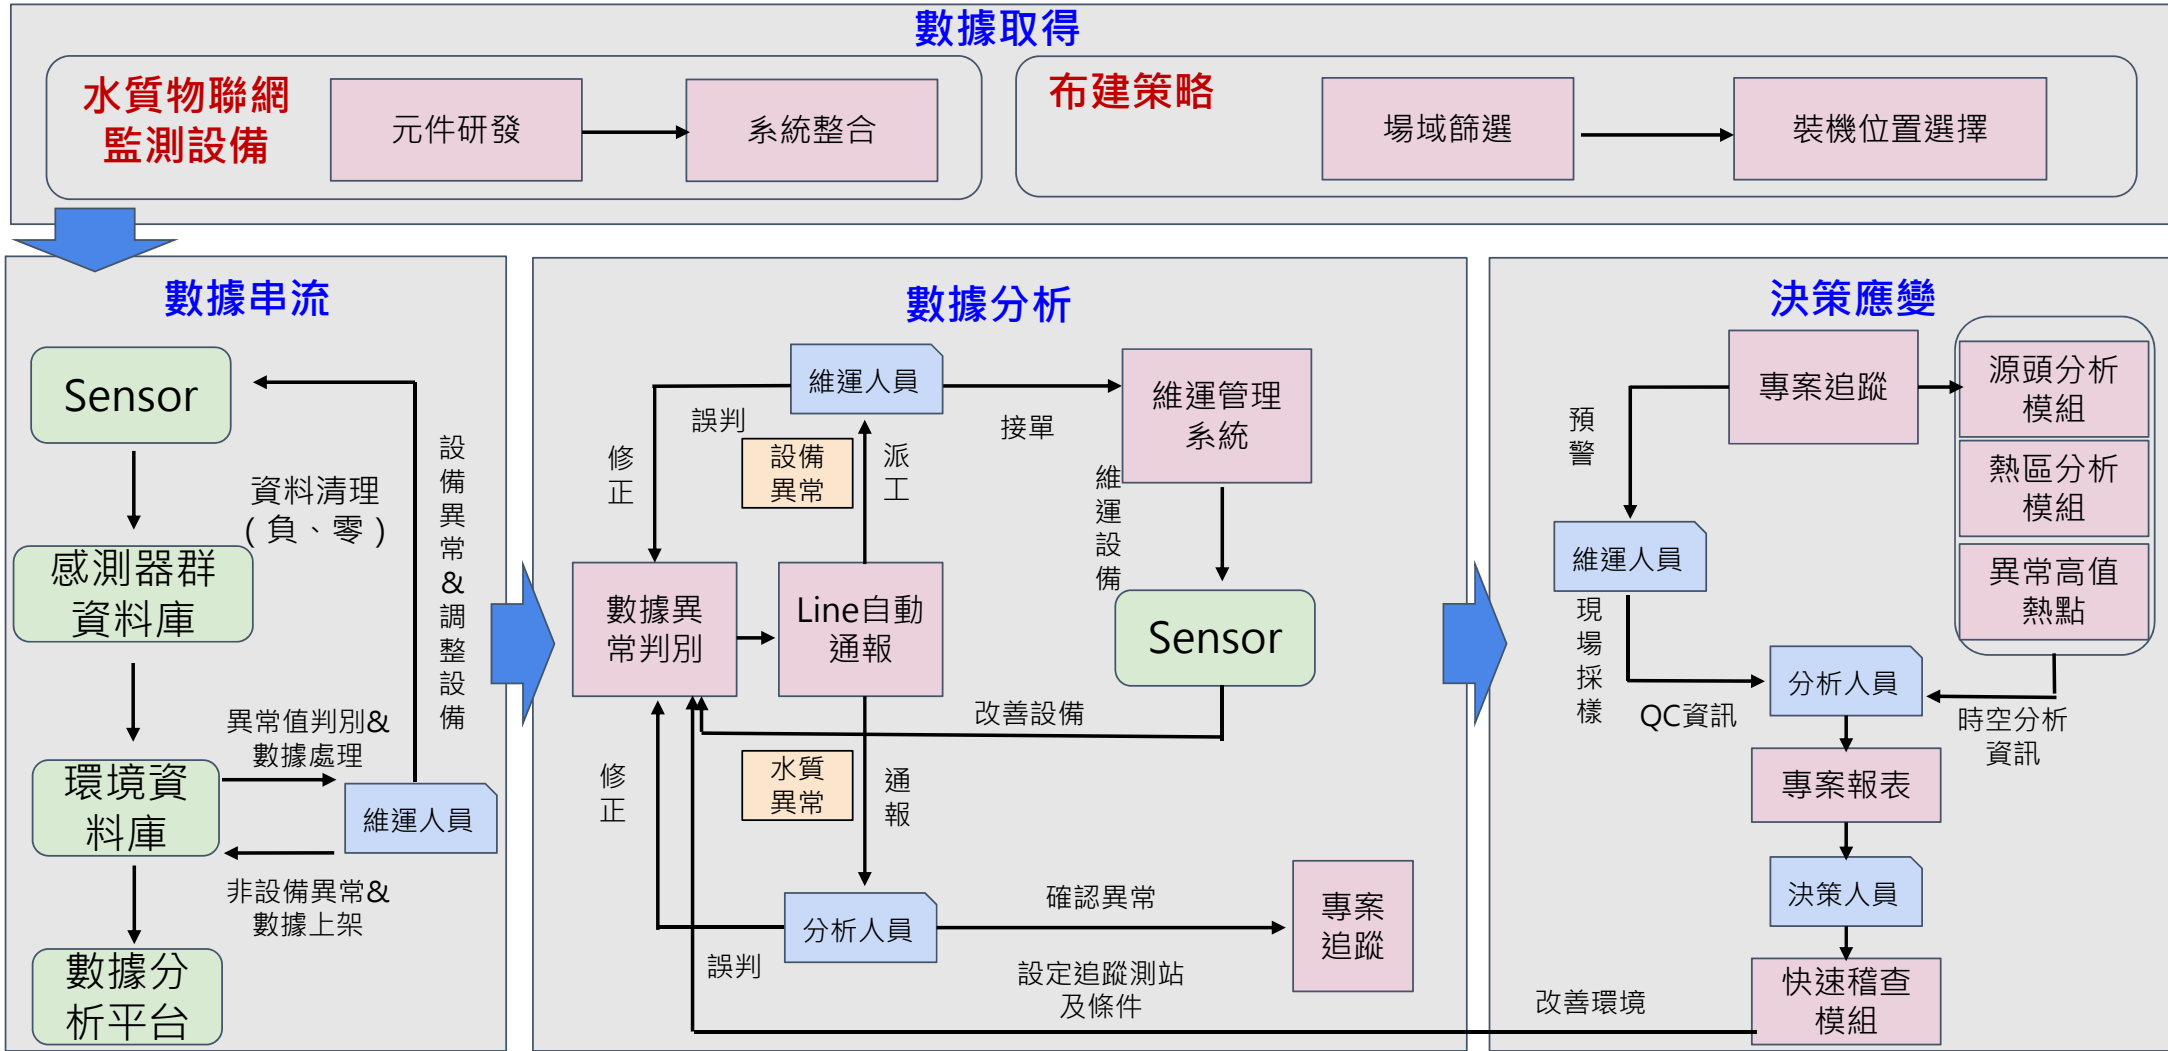 數據取得
水質物聯網
監測設備
元件研發
系統整合
布建策略
場域篩選
裝機位置選擇
數據串流
Sensor
資料清理
(負、零)
設備異常&調整設備
感測器群
資料庫
異常值判別&
數據處理
環境資
料庫
維運人員
非設備異常&
數據上架
數據分
析平台
數據分析
維運人員
誤判
接單
維運管理
系統
修正
設備
異常
派工
維運設備
數據異
常判別
Line自動
通報
Sensor
改善設備
修正
水質
異常
通報
分析人員
確認異常
專案
追蹤
誤判
設定追蹤測站
及條件
決策應變
專案追蹤
源頭分析
模組
預警
熱區分析
模組
維運人員
異常高值
熱點
現場採樣
分析人員
QC資訊
時空分析
資訊
專案報表
決策人員
快速稽查
模組
改善環境